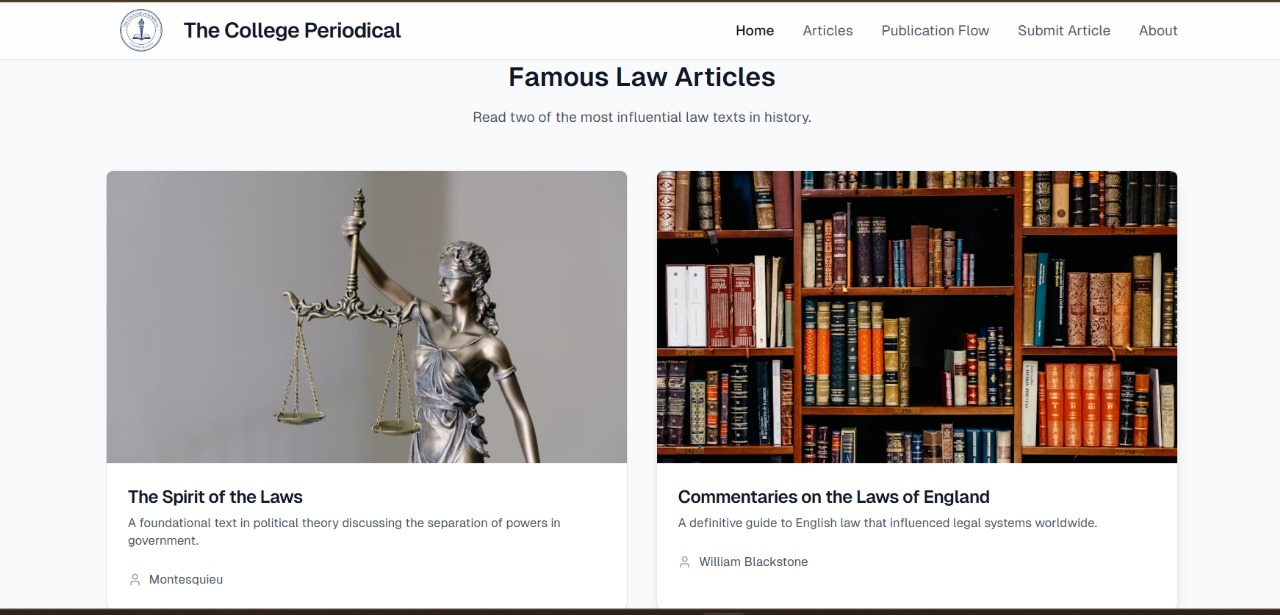 The College Periodical
Home
Articles
Publication Flow
Submit Article
About
Famous Law Articles
Read two of the most influential law texts in history.
The Spirit of the Laws
A foundational text in political theory discussing the separation of powers in
government.
Montesquieu
Commentaries on the Laws of England
A definitive guide to English law that influenced legal systems worldwide.
William Blackstone